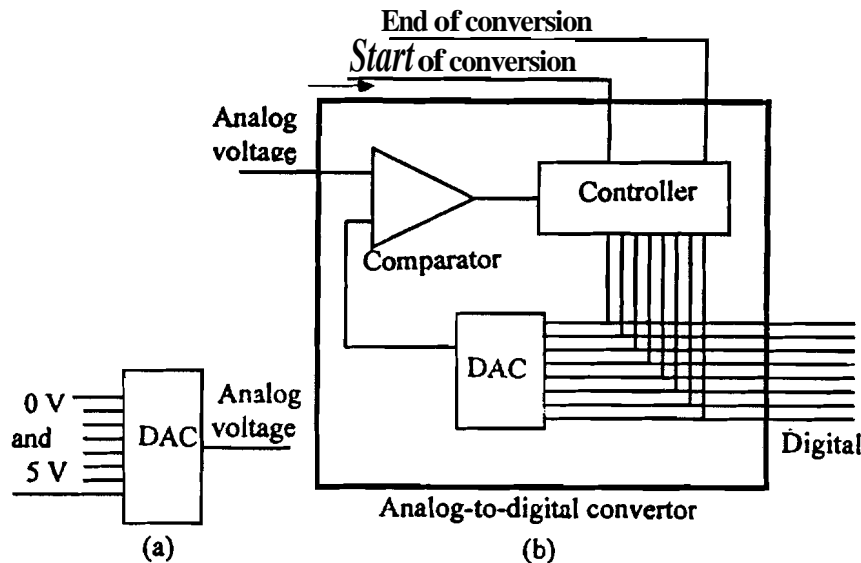 End of conversion
Start of conversion
Analog
voltage
Controller
Comparator
DAC
Digital
Analog-to-digital convertor
(b)
0 V
and
5 V
DAC
Analog
voltage
(a)